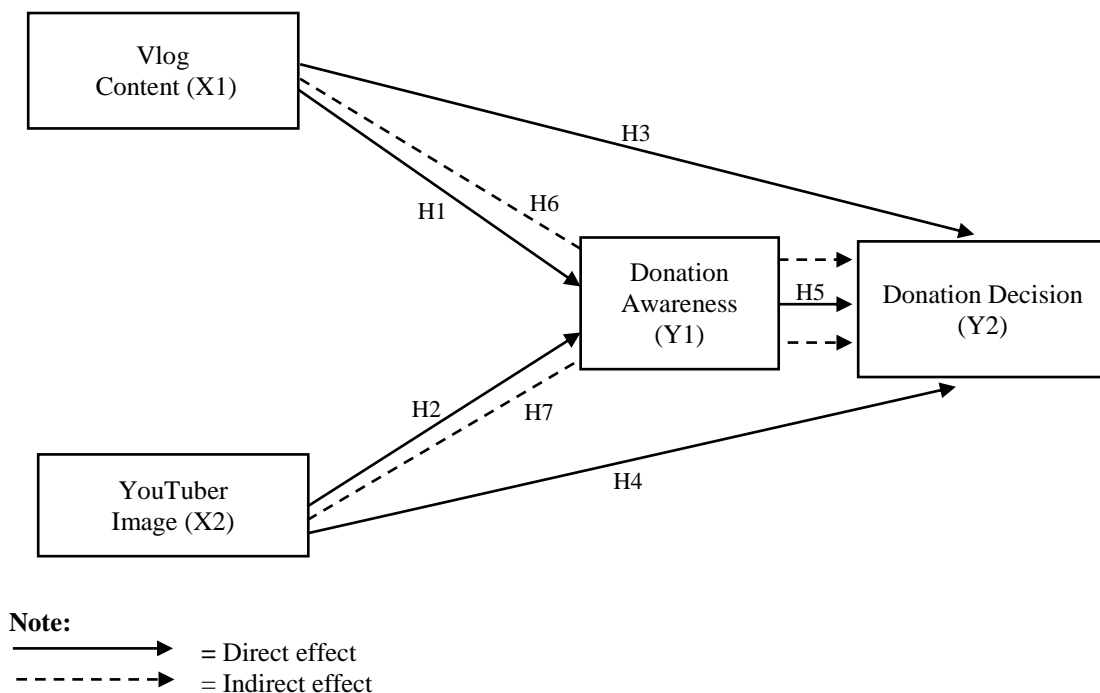 Vlog
Content (X1)
H3
H6
H1
Donation
Awareness
(Y1)
H5
Donation Decision
(Y2)
H2
H7
H4
YouTuber
Image (X2)
Note:
= Direct effect
= Indirect effect